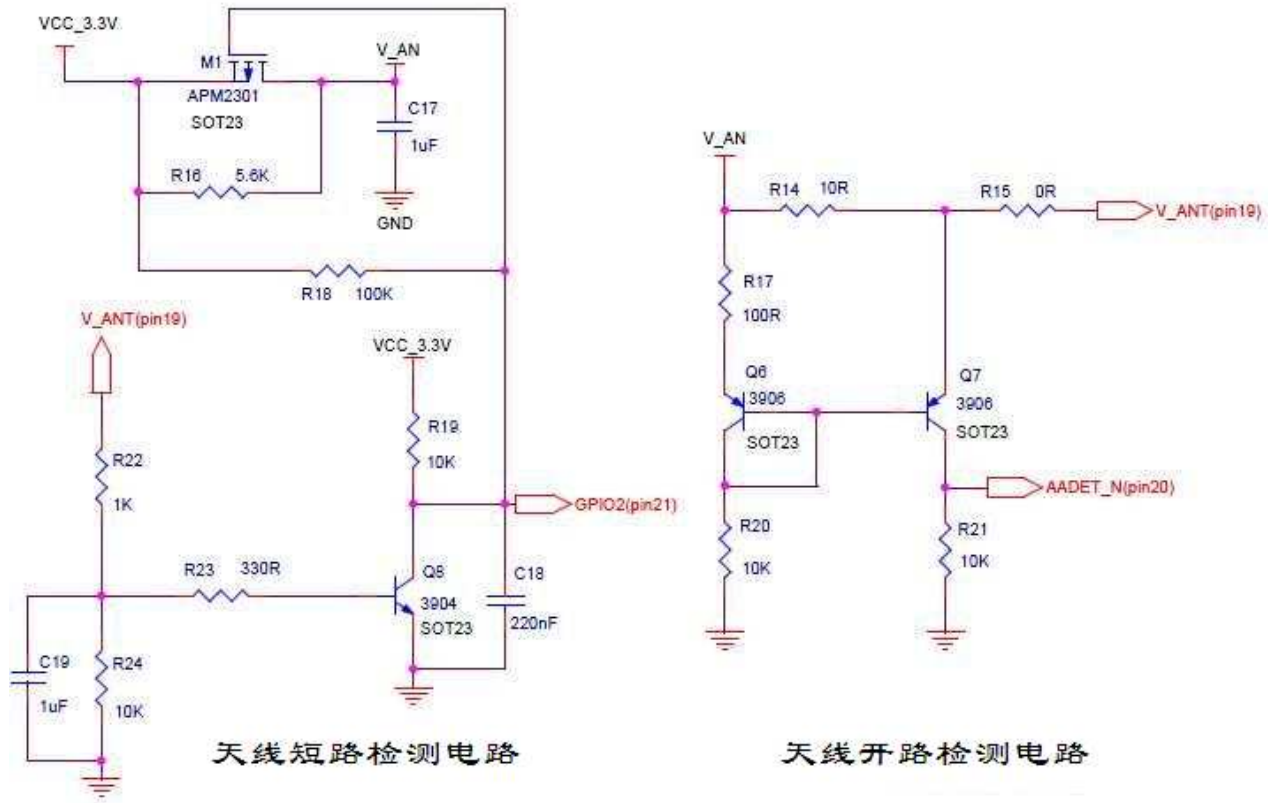 VCC_3.3V
M1
APM2301
SOT23
V_AN
C17
1uF
GND
R16 5.6K
R18 100K
V_ANT(pin19)
R22
1K
VCC_3.3V
R19
10K
GPIO2(pin21)
R23 330R
Q8
3904
SOT23
C18
220nF
C19
1uF
R24
10K
天线短路检测电路
V_AN
R14 10R
R15 0R
V_ANT(pin19)
R17
100R
Q6
3906
SOT23
Q7
3906
SOT23
AADET_N(pin20)
R20
10K
R21
10K
天线开路检测电路